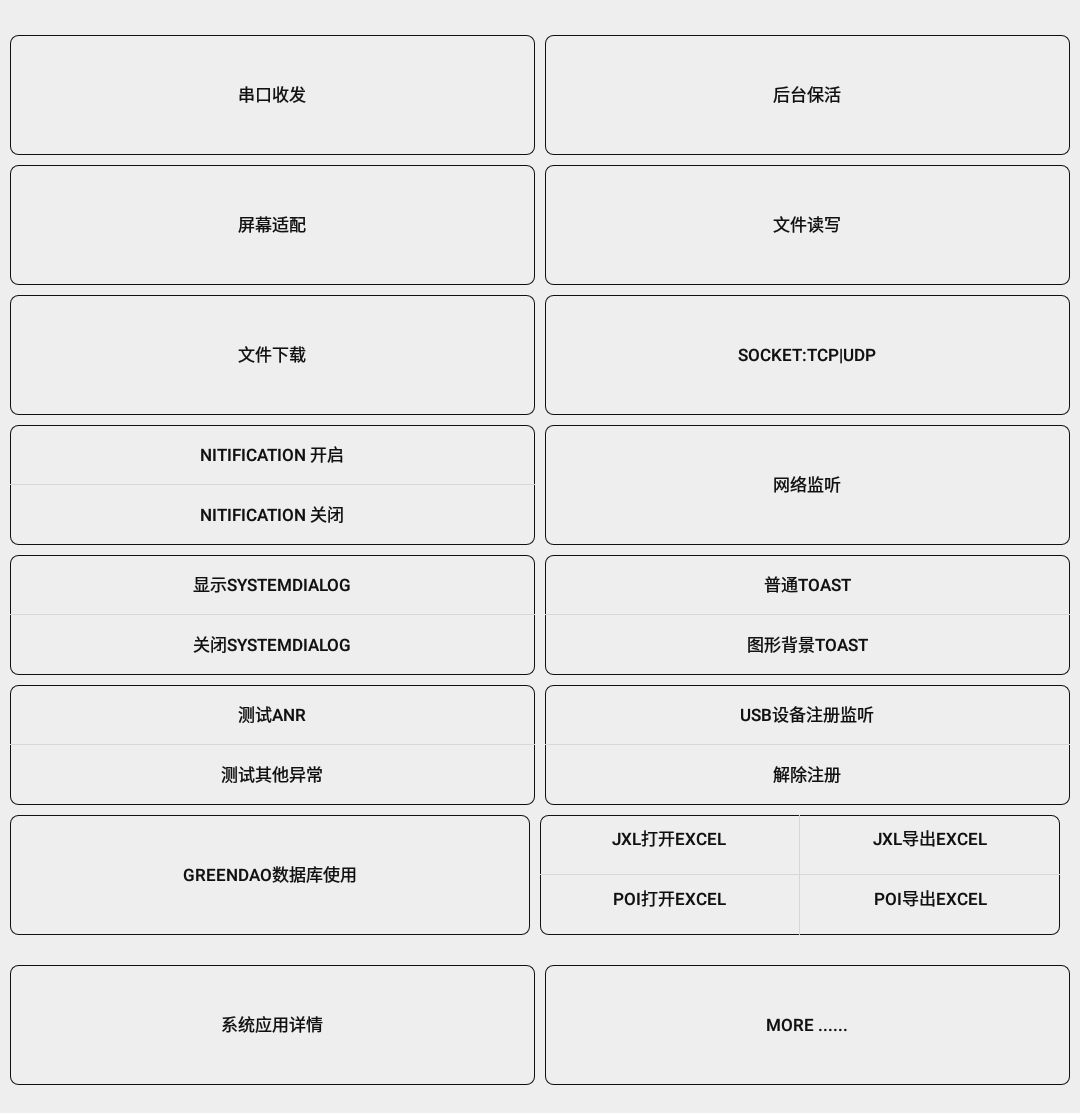 串口收发
后台保活
屏幕适配
文件读写
文件下载
SOCKET:TCP|UDP
NITIFICATION 开启
NITIFICATION 关闭
网络监听
显示SYSTEMDIALOG
关闭SYSTEMDIALOG
普通TOAST
图形背景TOAST
测试ANR
测试其他异常
USB设备注册监听
解除注册
GREENDAO数据库使用
JXL打开EXCEL
JXL导出EXCEL
POI打开EXCEL
POI导出EXCEL
系统应用详情
MORE ......